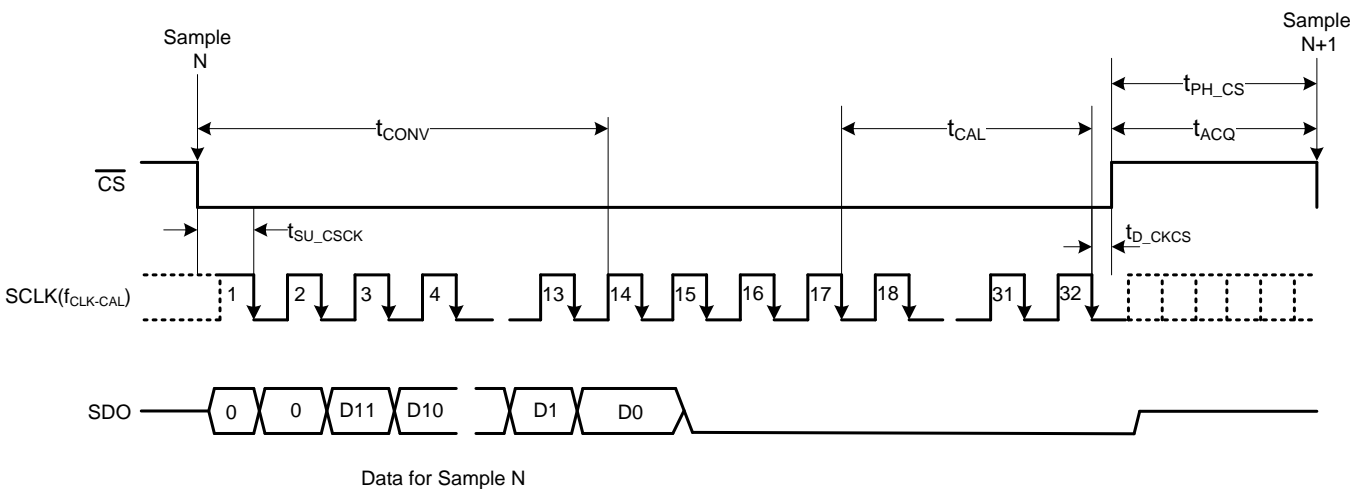 Sample
N
Sample
N+1
tPH_CS
tCONV
tCAL
tACQ
CS
tSU_CSCK
tD_CKCS
SCLK(fCLK-CAL)
1 2 3 4 13 14 15 16 17 18 31 32
SDO
0 0 D11 D10 D1 D0
Data for Sample N